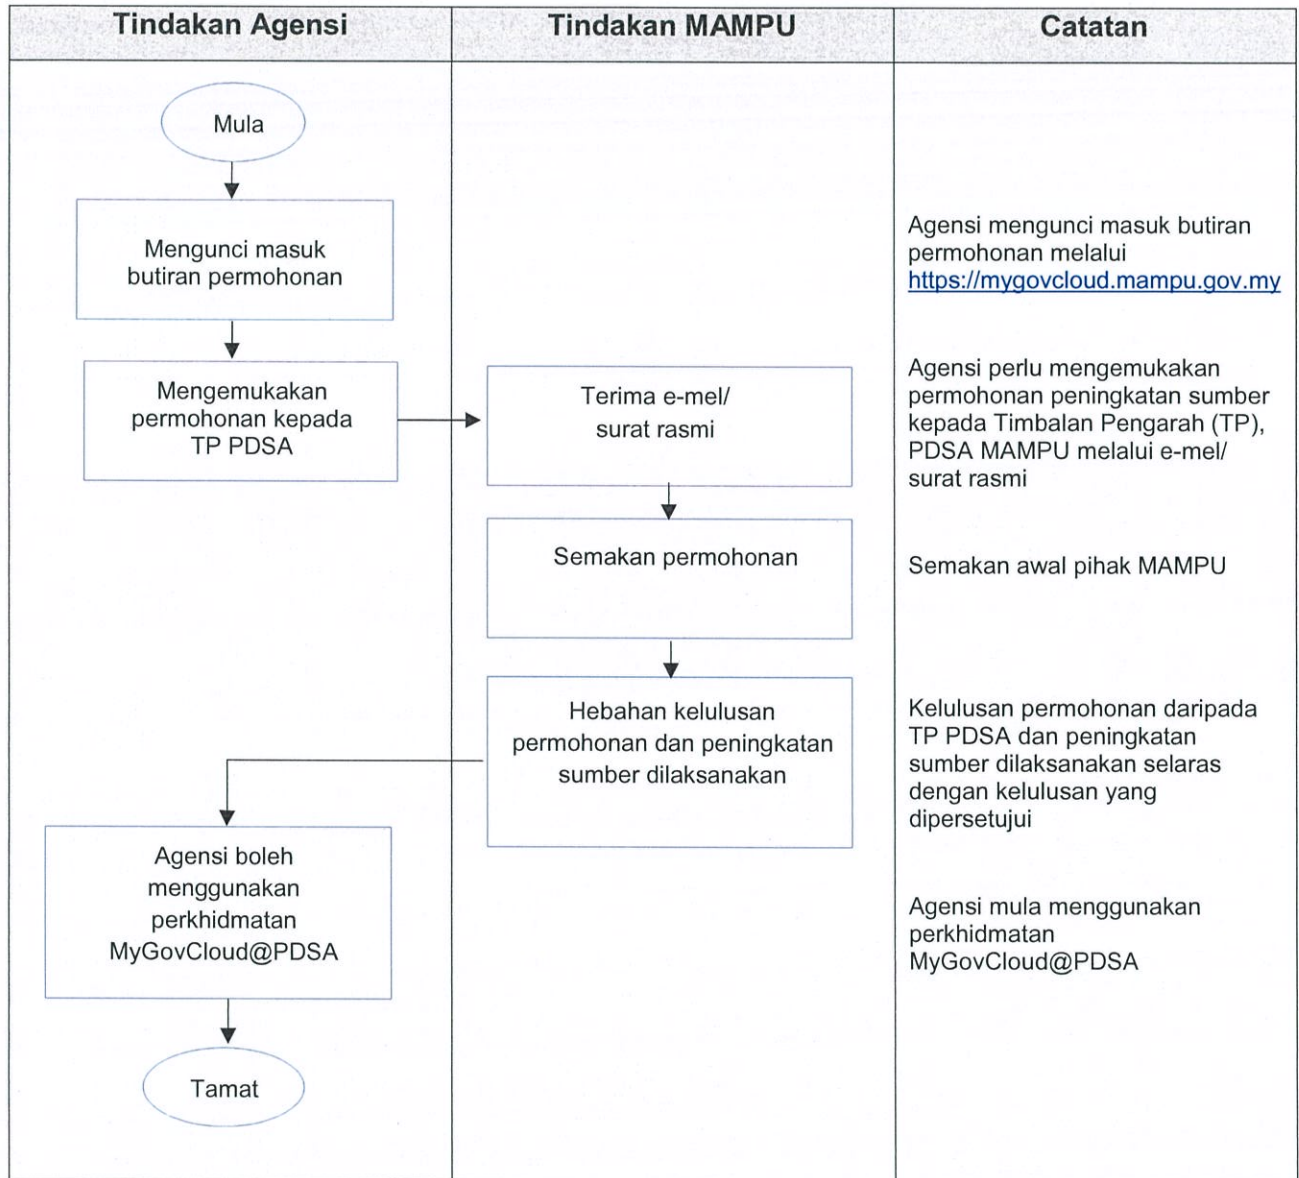 Tindakan Agensi
Tindakan MAMPU
Catatan
Mula
Mengunci masuk
butiran permohonan
Agensi mengunci masuk butiran
permohonan melalui
https://mygovcloud.mampu.gov.my
Mengemukakan
permohonan kepada
TP PDSA
Terima e-mel/
surat rasmi
Agensi perlu mengemukakan
permohonan peningkatan sumber
kepada Timbalan Pengarah (TP),
PDSA MAMPU melalui e-mel/
surat rasmi
Semakan permohonan
Semakan awal pihak MAMPU
Hebahan kelulusan
permohonan dan peningkatan
sumber dilaksanakan
Kelulusan permohonan daripada
TP PDSA dan peningkatan
sumber dilaksanakan selaras
dengan kelulusan yang
dipersetujui
Agensi boleh
menggunakan
perkhidmatan
MyGovCloud@PDSA
Agensi mula menggunakan
perkhidmatan
MyGovCloud@PDSA
Tamat